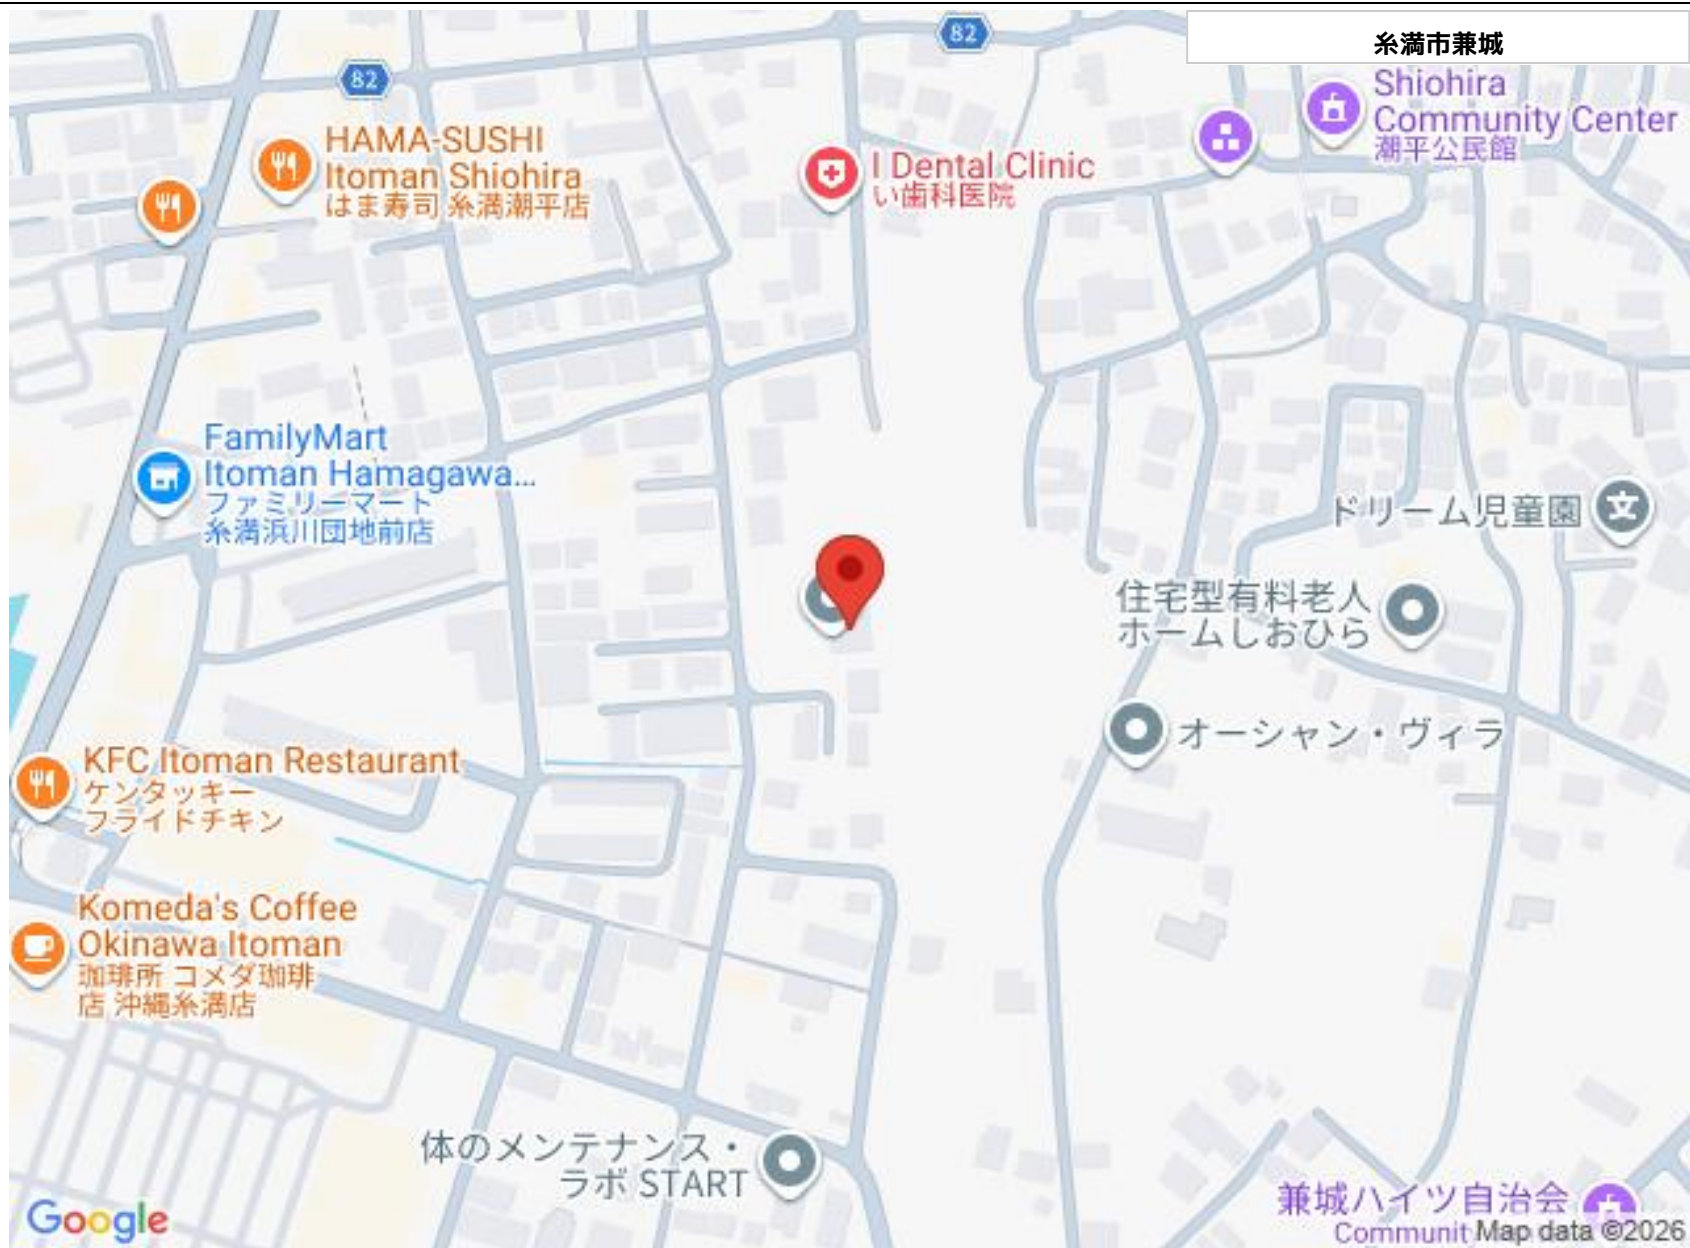 糸満市兼城
82
82
Shiohira
Community Center
潮平公民館
HAMA-SUSHI
Itoman Shiohira
はま寿司 糸満潮平店
I Dental Clinic
い歯科医院
FamilyMart
Itoman Hamagawa...
ファミリーマート
糸満浜川団地前店
ドリーム児童園
文
住宅型有料老人
ホームしおひら
オーシャン・ヴィラ
KFC Itoman Restaurant
ケンタッキー
フライドチキン
Komeda's Coffee
Okinawa Itoman
珈琲所 コメダ珈琲
店 沖縄糸満店
体のメンテナンス・
ラボ START
兼城ハイツ自治会
Communit
Google
Map data ©2026